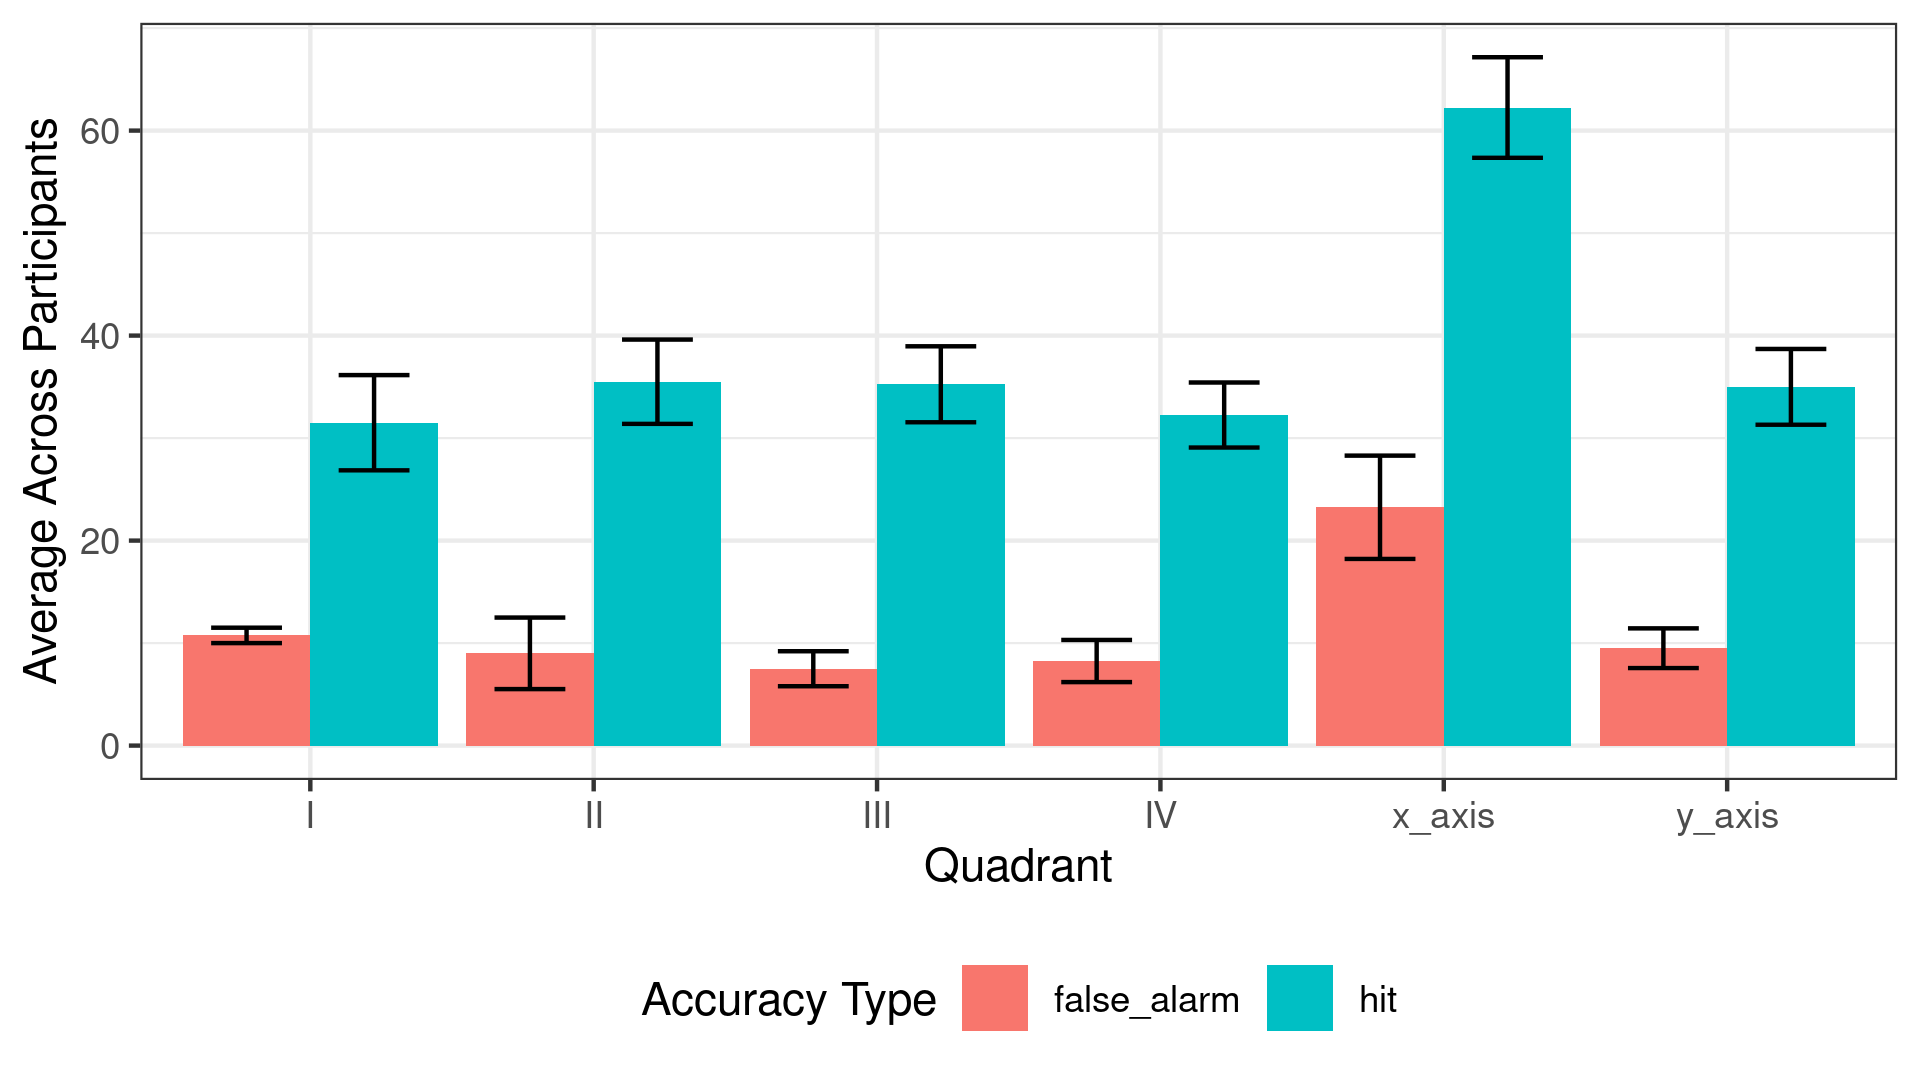 Average Across Participants
60
40
20
0
I II III IV x_axis y_axis
Quadrant
Accuracy Type false_alarm hit